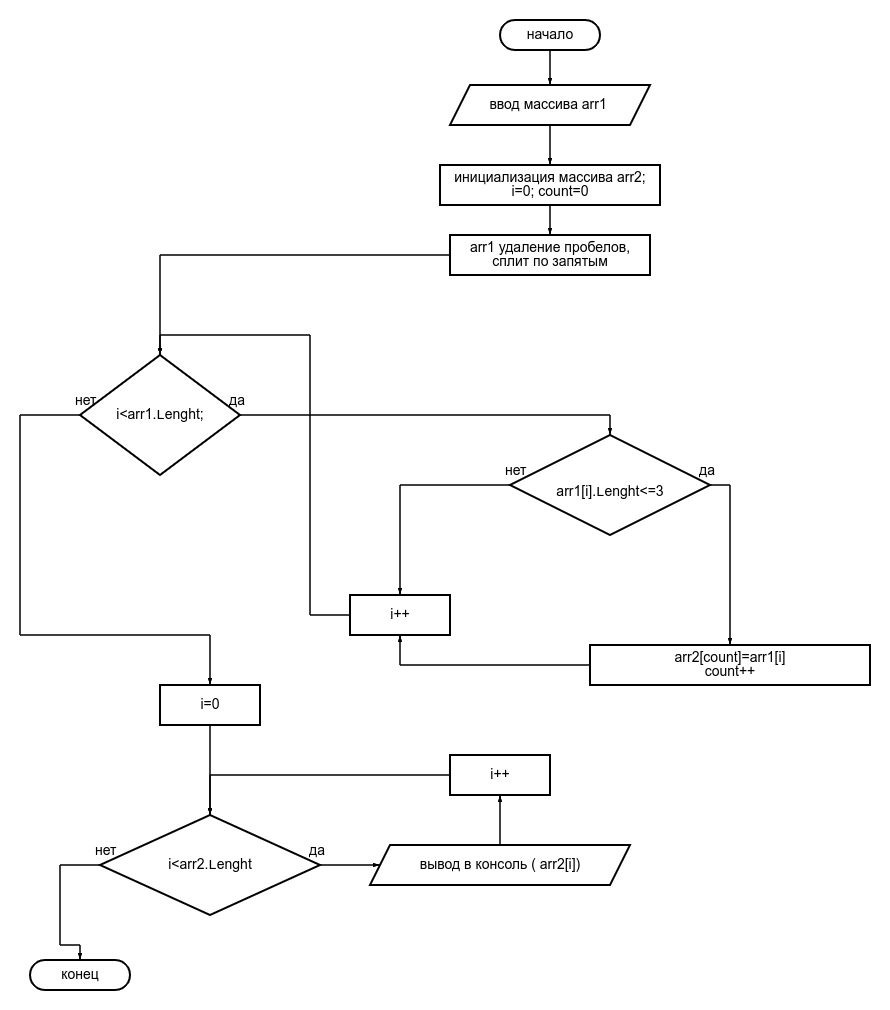 начало
ввод массива arr1
инициализация массива arr2;
i=0; count=0
arr1 удаление пробелов,
сплит по запятым
нет
да
i<arr1.Lenght;
нет
да
arr1[i].Lenght<=3
i++
arr2[count]=arr1[i]
count++
i=0
i++
нет
да
i<arr2.Lenght
вывод в консоль ( arr2[i])
конец